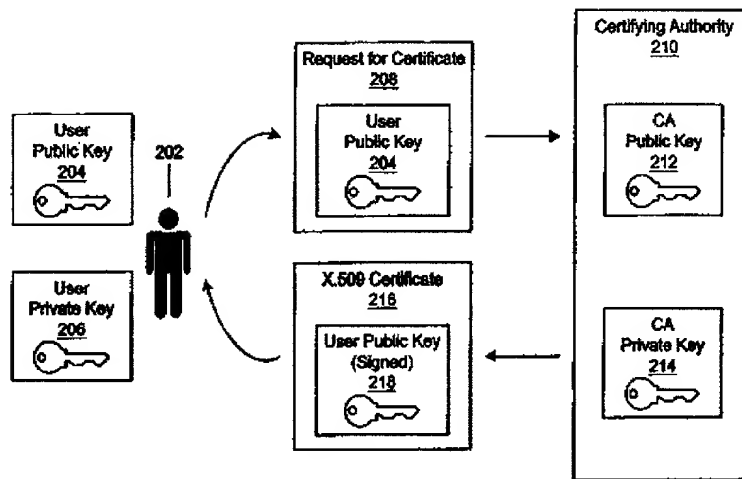 User
Public Key
204
User
Private Key
206
202
Request for Certificate
208
User
Public Key
204
X.509 Certificate
216
User Public Key
(Signed)
218
Certifying Authority
210
CA
Public Key
212
CA
Private Key
214